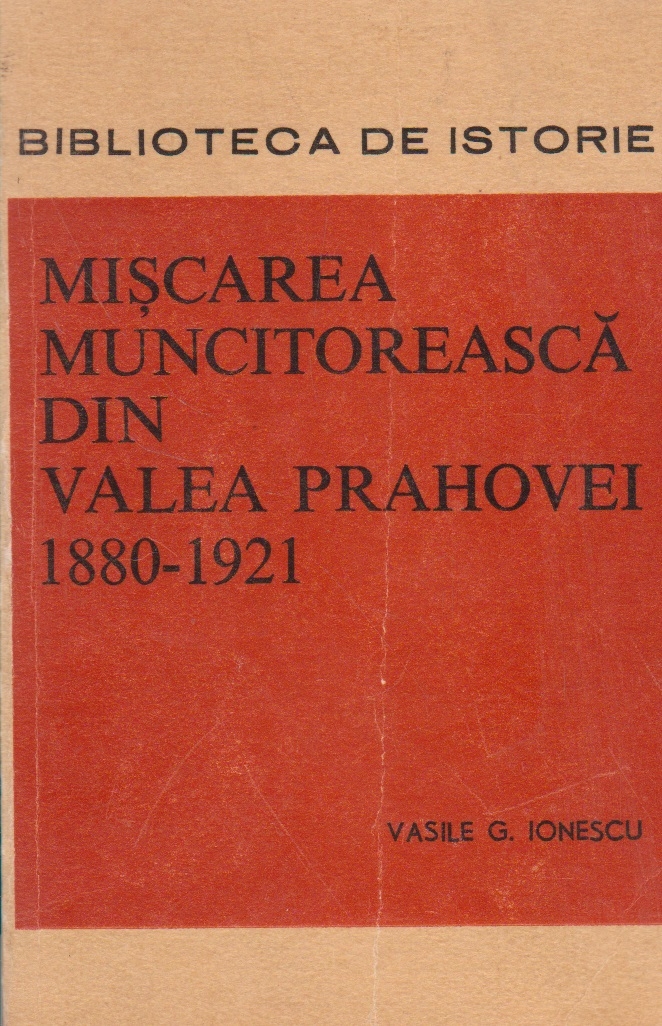 BIBLIOTECA DE ISTORIE
MIȘCAREA
MUNCITOREASCĂ
DIN
VALEA PRAHOVEI
1880-1921
VASILE G. IONESCU